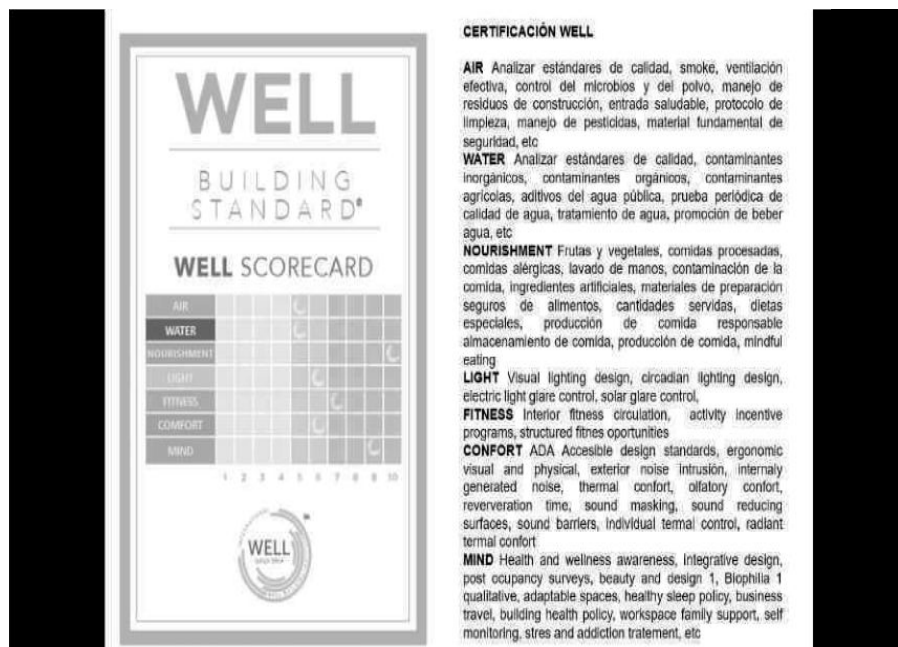 WELL
BUILDING
STANDARD®
WELL SCORECARD
AIR
WATER
NOURISHMENT
LIGHT
FITNESS
COMFORT
MIND
1 2 3 4 5 6 7 8 9 10
WELL
CERTIFICACIÓN WELL
AIR Analizar estándares de calidad, smoke, ventilación
efectiva, control del microbios y del polvo, manejo de
residuos de construcción, entrada saludable, protocolo de
limpieza, manejo de pesticidas, material fundamental de
seguridad, etc
WATER Analizar estándares de calidad, contaminantes
inorgánicos, contaminantes orgánicos, contaminantes
agrícolas, aditivos del agua pública, prueba periódica de
calidad de agua, tratamiento de agua, promoción de beber
agua, etc
NOURISHMENT Frutas y vegetales, comidas procesadas,
comidas alérgicas, lavado de manos, contaminación de la
comida, ingredientes artificiales, materiales de preparación
seguros de alimentos, cantidades servidas, dietas
especiales, producción de comida responsable
almacenamiento de comida, producción de comida, mindful
eating
LIGHT Visual lighting design, circadian lighting design,
electric light glare control, solar glare control,
FITNESS Interior fitness circulation, activity incentive
programs, structured fitnes oportunities
CONFORT ADA Accesible design standards, ergonomic
visual and physical, exterior noise intrusión, internaly
generated noise, thermal confort, olfatory confort,
reververation time, sound masking, sound reducing
surfaces, sound barriers, individual termal control, radiant
termal confort
MIND Health and wellness awareness, integrative design,
post ocupancy surveys, beauty and design 1, Biophilia 1
qualitative, adaptable spaces, healthy sleep policy, business
travel, building health policy, workspace family support, self
monitoring, stres and addiction tratement, etc